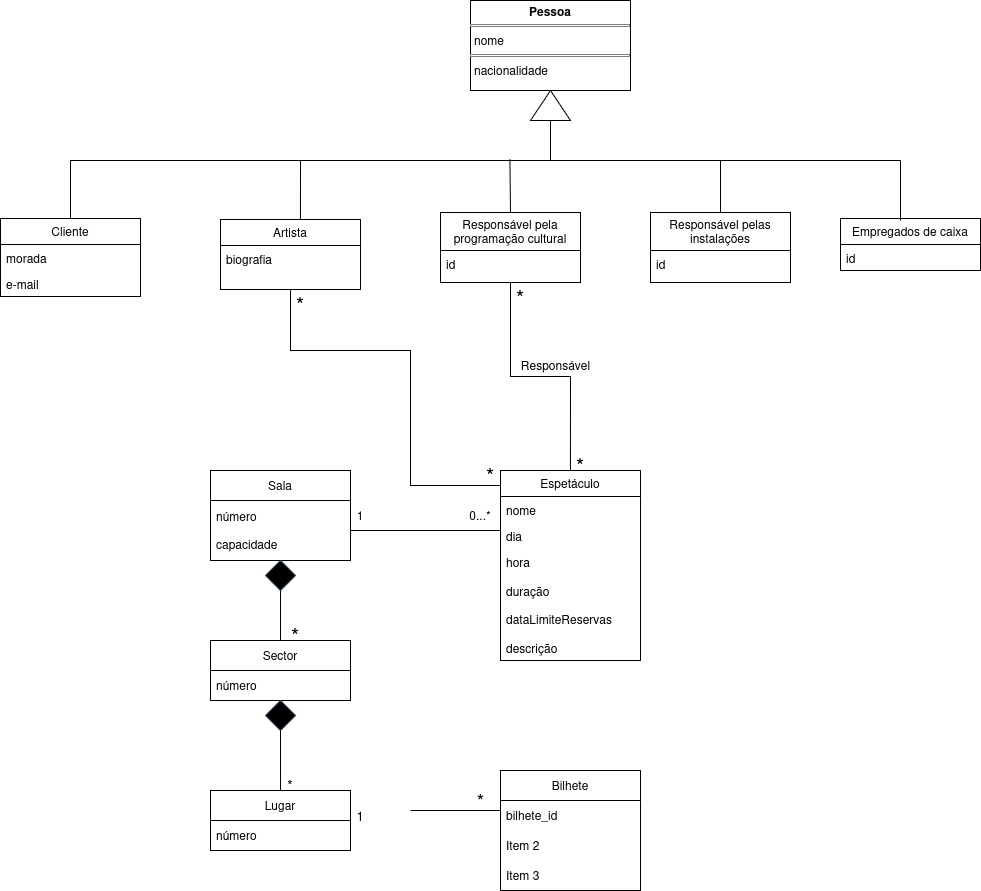 Pessoa
nome
nacionalidade
Cliente
morada
e-mail
Artista
biografia
Responsável pela
programação cultural
id
Responsável pelas
instalações
id
Empregados de caixa
id
*
*
Responsável
*
*
Sala
número
capacidade
1
0...*
Espetáculo
nome
dia
hora
duração
dataLimiteReservas
descrição
*
Sector
número
*
Lugar
número
1
*
Bilhete
bilhete_id
Item 2
Item 3